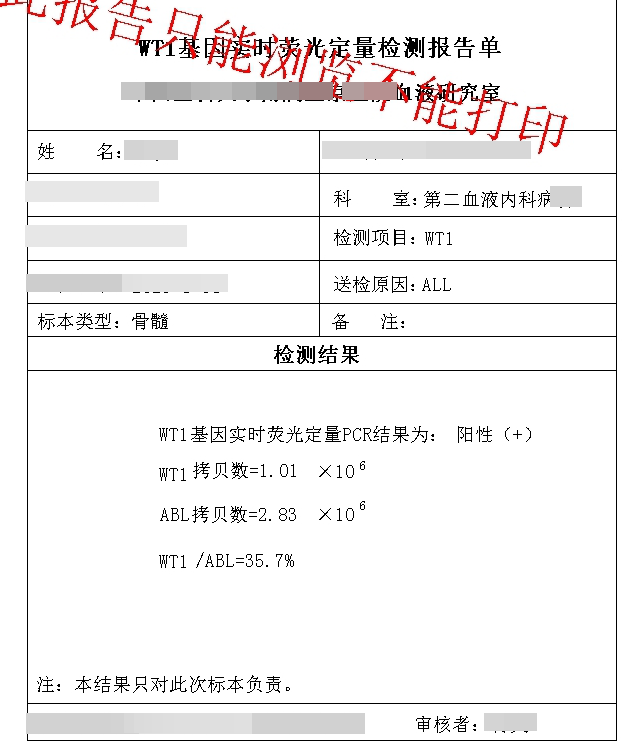 此报告只能浏览不能打印
WT1基因实时荧光定量检测报告单
血液研究室
姓 名：
科 室：第二血液内科病
检测项目：WT1
送检原因：ALL
标本类型：骨髓
备 注：
检测结果
WT1基因实时荧光定量PCR结果为： 阳性（+）
WT1拷贝数=1.01 ×10⁶
ABL拷贝数=2.83 ×10⁶
WT1/ABL=35.7%
注：本结果只对此次标本负责。
审核者：